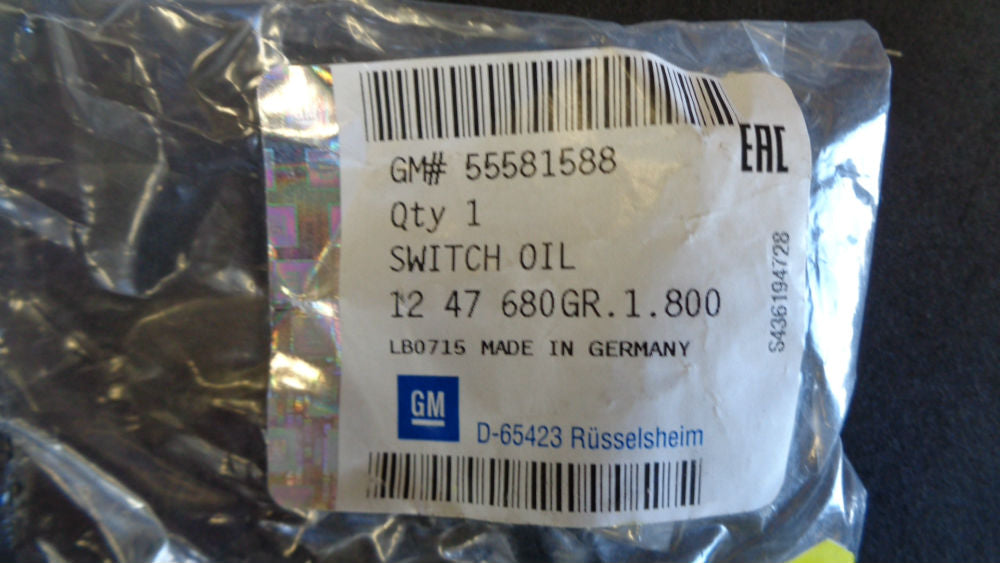 GM# 55581588
EAC
Qty 1
SWITCH OIL
12 47 680GR.1.800
LB0715 MADE IN GERMANY
GM
D-65423 Rüsselsheim
S436194728